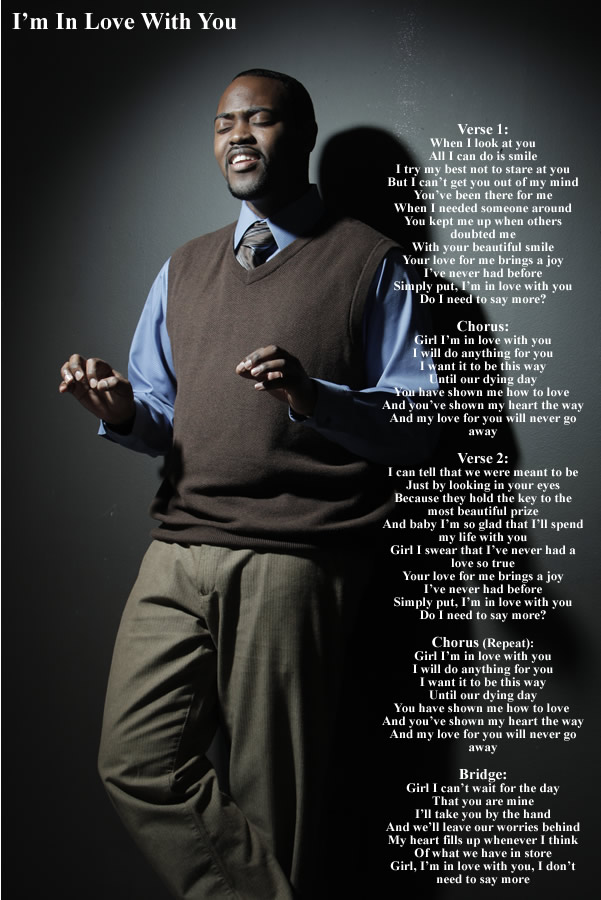 I'm In Love With You
Verse 1:
When I look at you
All I can do is smile
I try my best not to stare at you
But I can't get you out of my mind
You've been there for me
When I needed someone around
You kept me up when others
doubted me
With your beautiful smile
Your love for me brings a joy
I've never had before
Simply put, I'm in love with you
Do I need to say more?
Chorus:
Girl I'm in love with you
I will do anything for you
I want it to be this way
Until our dying day
You have shown me how to love
And you've shown my heart the way
And my love for you will never go
away
Verse 2:
I can tell that we were meant to be
Just by looking in your eyes
Because they hold the key to the
most beautiful prize
And baby I'm so glad that I'll spend
my life with you
Girl I swear that I've never had a
love so true
Your love for me brings a joy
I've never had before
Simply put, I'm in love with you
Do I need to say more?
Chorus (Repeat):
Girl I'm in love with you
I will do anything for you
I want it to be this way
Until our dying day
You have shown me how to love
And you've shown my heart the way
And my love for you will never go
away
Bridge:
Girl I can't wait for the day
That you are mine
I'll take you by the hand
And we'll leave our worries behind
My heart fills up whenever I think
Of what we have in store
Girl, I'm in love with you, I don't
need to say more